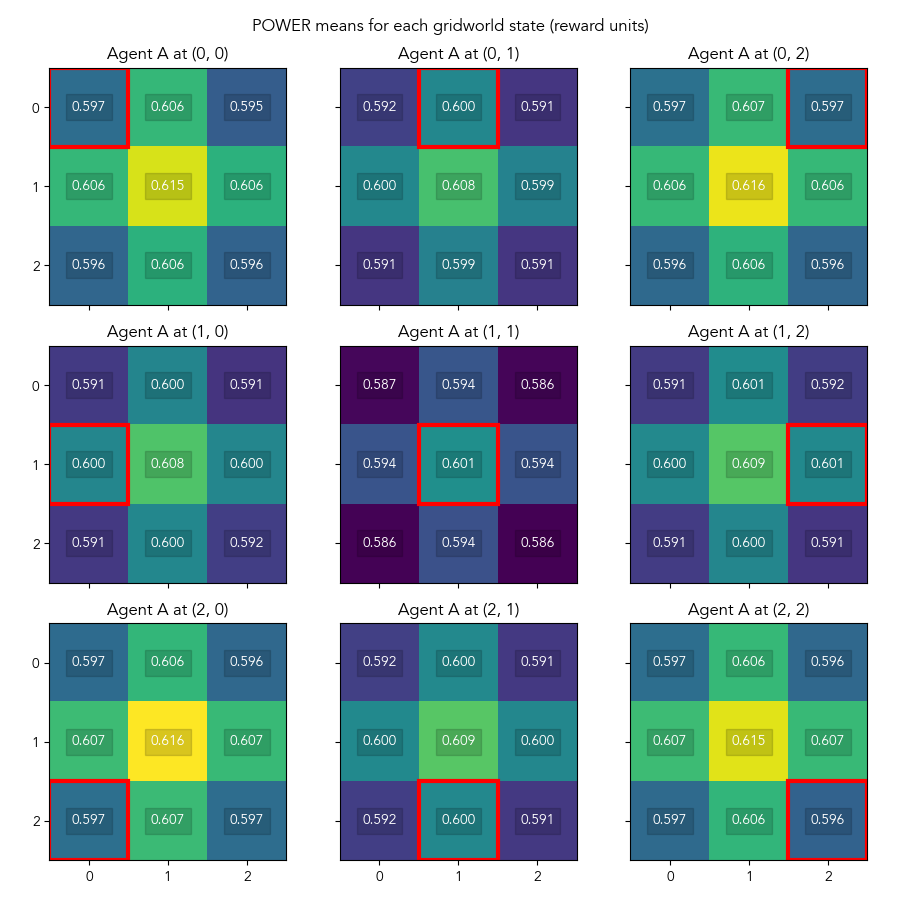 POWER means for each gridworld state (reward units)
Agent A at (0, 0) Agent A at (0, 1) Agent A at (0, 2)
0 0.597 0.606 0.595 0.592 0.600 0.591 0.597 0.607 0.597
1 0.606 0.615 0.606 0.600 0.608 0.599 0.606 0.616 0.606
2 0.596 0.606 0.596 0.591 0.599 0.591 0.596 0.606 0.596
Agent A at (1, 0) Agent A at (1, 1) Agent A at (1, 2)
0 0.591 0.600 0.591 0.587 0.594 0.586 0.591 0.601 0.592
1 0.600 0.608 0.600 0.594 0.601 0.594 0.600 0.609 0.601
2 0.591 0.600 0.592 0.586 0.594 0.586 0.591 0.600 0.591
Agent A at (2, 0) Agent A at (2, 1) Agent A at (2, 2)
0 0.597 0.606 0.596 0.592 0.600 0.591 0.597 0.606 0.596
1 0.607 0.616 0.607 0.600 0.609 0.600 0.607 0.615 0.607
2 0.597 0.607 0.597 0.592 0.600 0.591 0.597 0.606 0.596
0 1 2 0 1 2 0 1 2